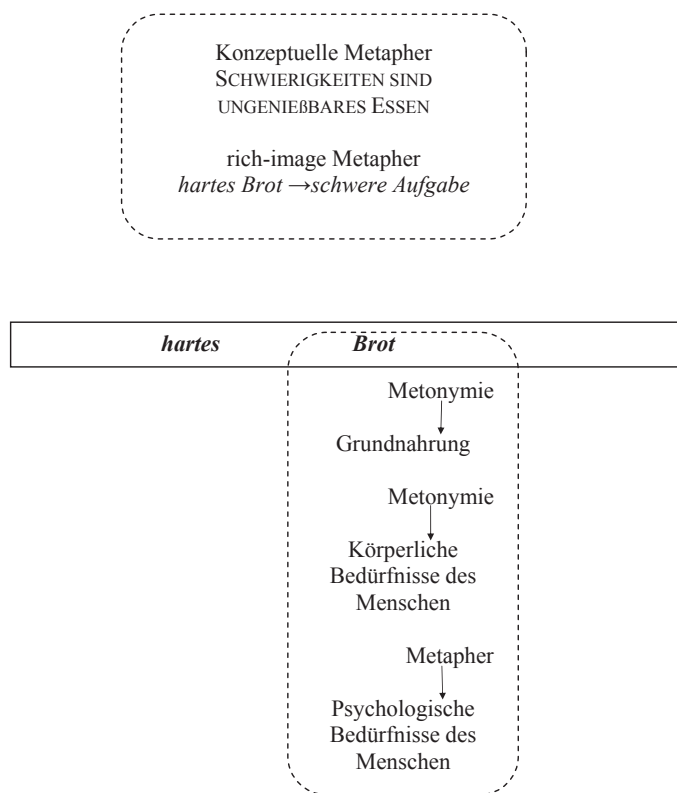 Konzeptuelle Metapher
SCHWIERIGKEITEN SIND
UNGENIEßBARES ESSEN
rich-image Metapher
hartes Brot →schwere Aufgabe
hartes Brot
Metonymie
Grundnahrung
Metonymie
Körperliche
Bedürfnisse des
Menschen
Metapher
Psychologische
Bedürfnisse des
Menschen